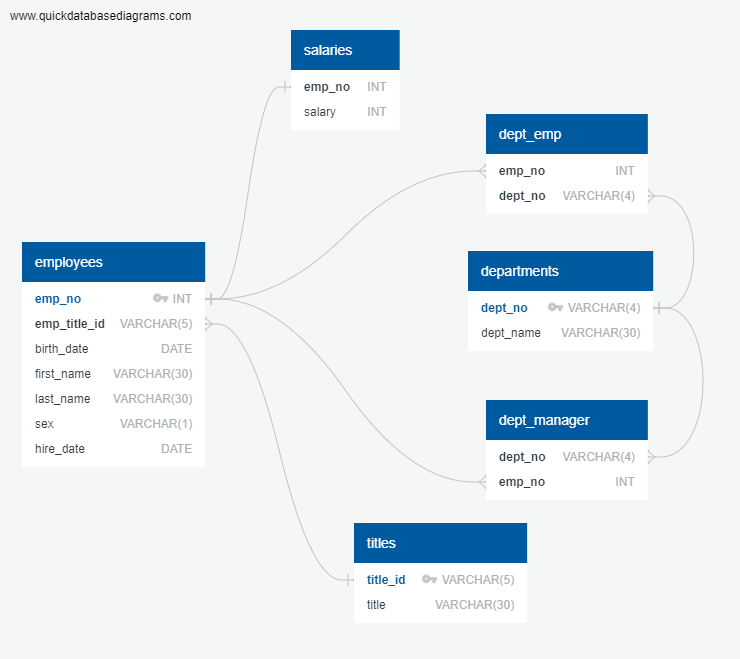 www.quickdatabasediagrams.com
salaries
emp_no INT
salary INT
dept_emp
emp_no INT
dept_no VARCHAR(4)
employees
emp_no INT
emp_title_id VARCHAR(5)
birth_date DATE
first_name VARCHAR(30)
last_name VARCHAR(30)
sex VARCHAR(1)
hire_date DATE
departments
dept_no VARCHAR(4)
dept_name VARCHAR(30)
dept_manager
dept_no VARCHAR(4)
emp_no INT
titles
title_id VARCHAR(5)
title VARCHAR(30)